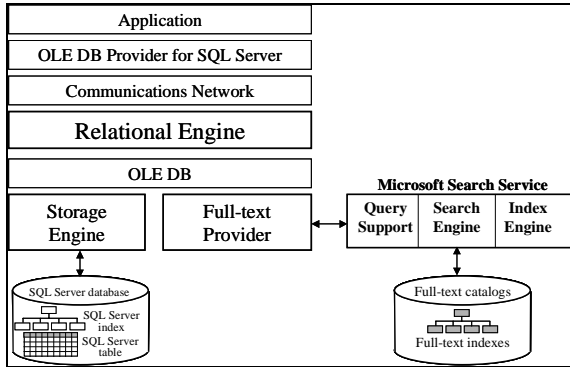 Application
OLE DB Provider for SQL Server
Communications Network
Relational Engine
OLE DB
Microsoft Search Service
Storage
Engine
Full-text
Provider
Query
Support
Search
Engine
Index
Engine
SQL Server database
SQL Server
index
SQL Server
table
Full-text catalogs
Full-text indexes